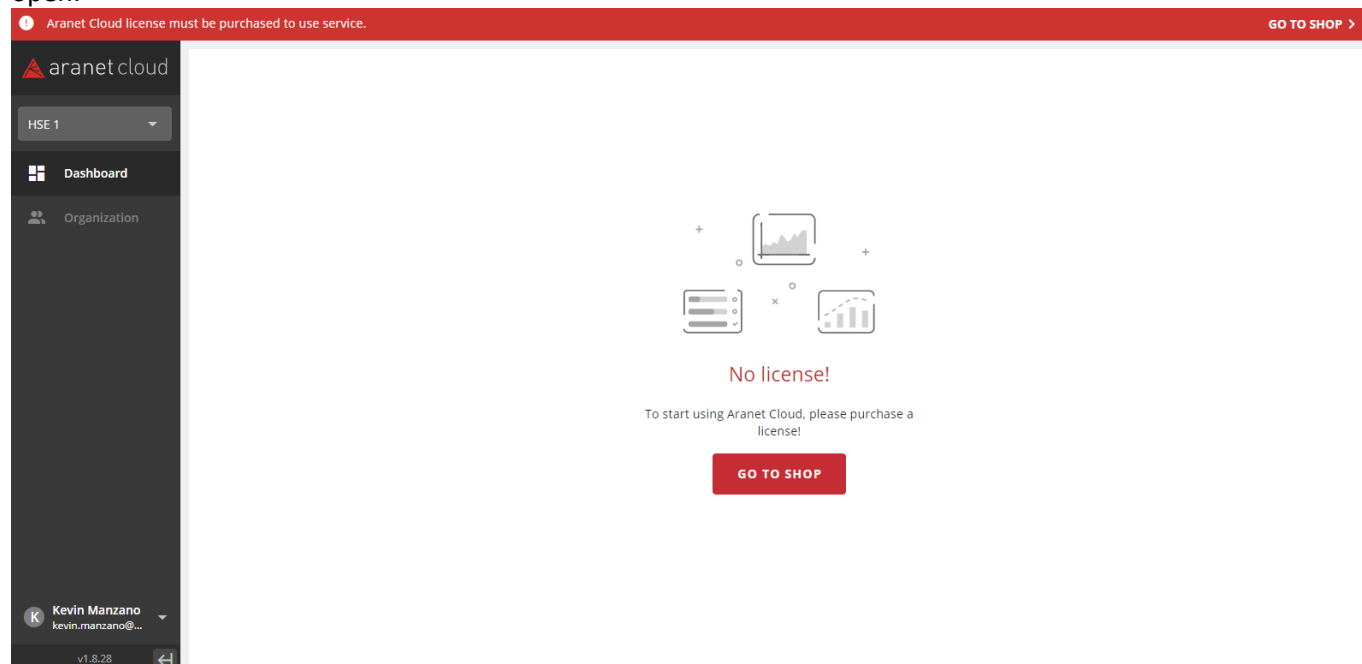 open.
Aranet Cloud license must be purchased to use service.
GO TO SHOP >
aranet cloud
HSE 1
Dashboard
Organization
No license!
To start using Aranet Cloud, please purchase a
license!
GO TO SHOP
K
Kevin Manzano
kevin.manzano@...
v1.8.28